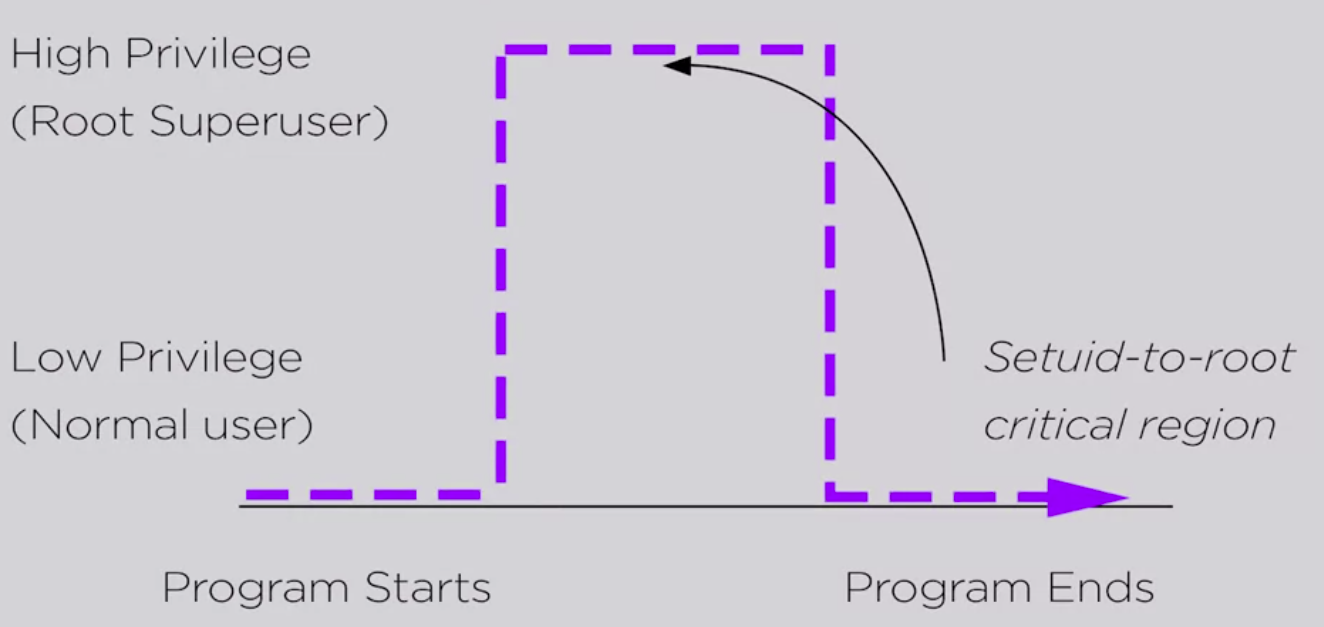 High Privilege
(Root Superuser)
Low Privilege
(Normal user)
Setuid-to-root
critical region
Program Starts
Program Ends